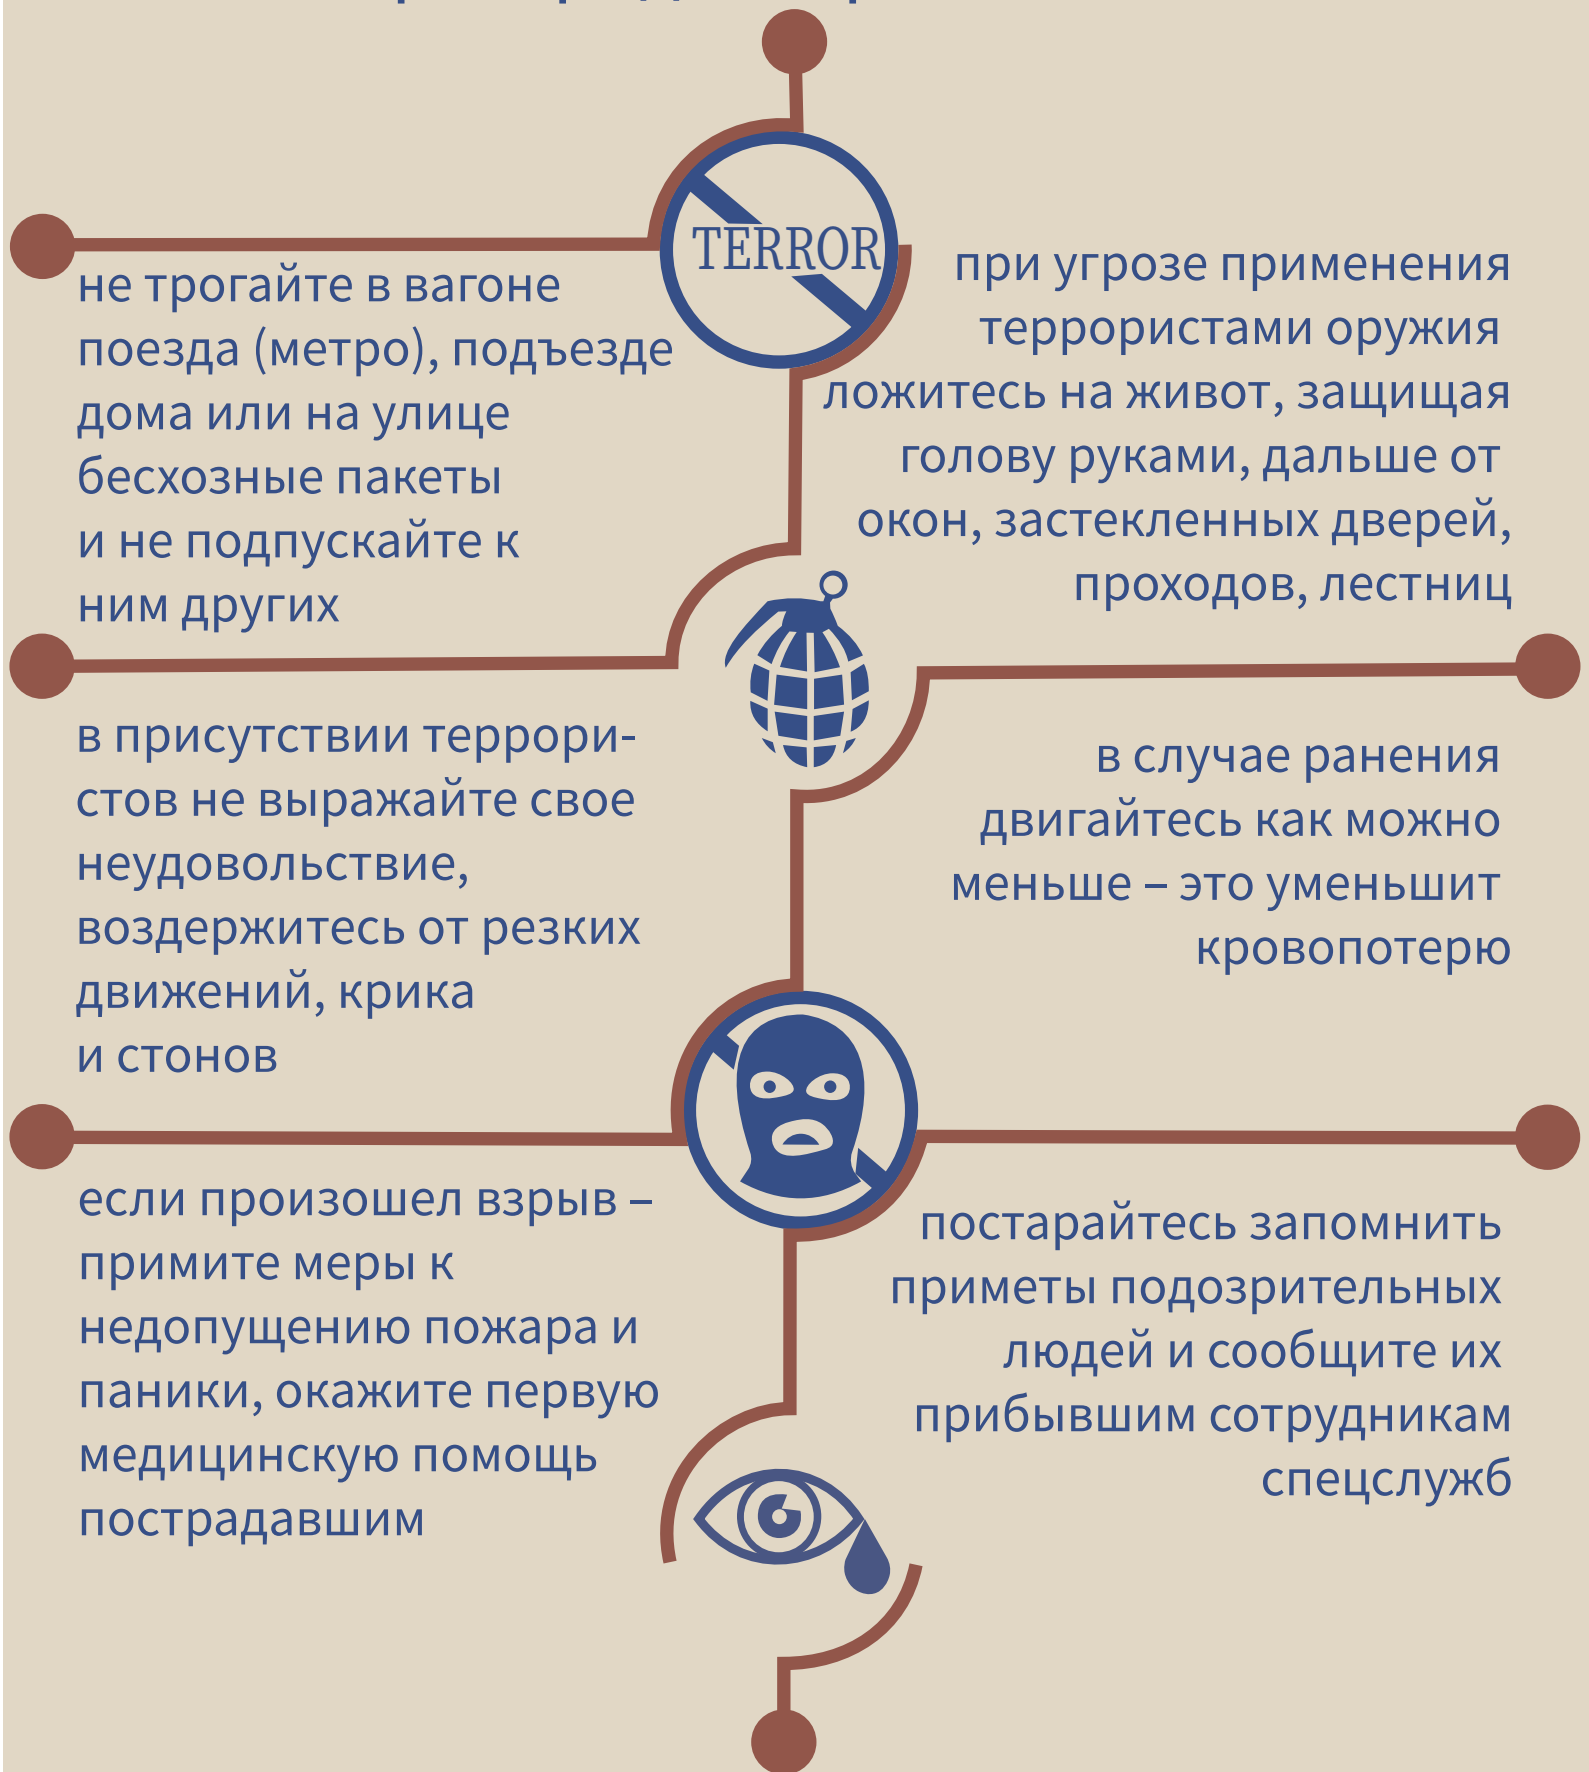 TERROR
не трогайте в вагоне
поезда (метро), подъезде
дома или на улице
бесхозные пакеты
и не подпускайте к
ним других
при угрозе применения
террористами оружия
ложитесь на живот, защищая
голову руками, дальше от
окон, застекленных дверей,
проходов, лестниц
в присутствии террори-
стов не выражайте свое
неудовольствие,
воздержитесь от резких
движений, крика
и стонов
в случае ранения
двигайтесь как можно
меньше – это уменьшит
кровопотерю
если произошел взрыв –
примите меры к
недопущению пожара и
паники, окажите первую
медицинскую помощь
пострадавшим
постарайтесь запомнить
приметы подозрительных
людей и сообщите их
прибывшим сотрудникам
спецслужб